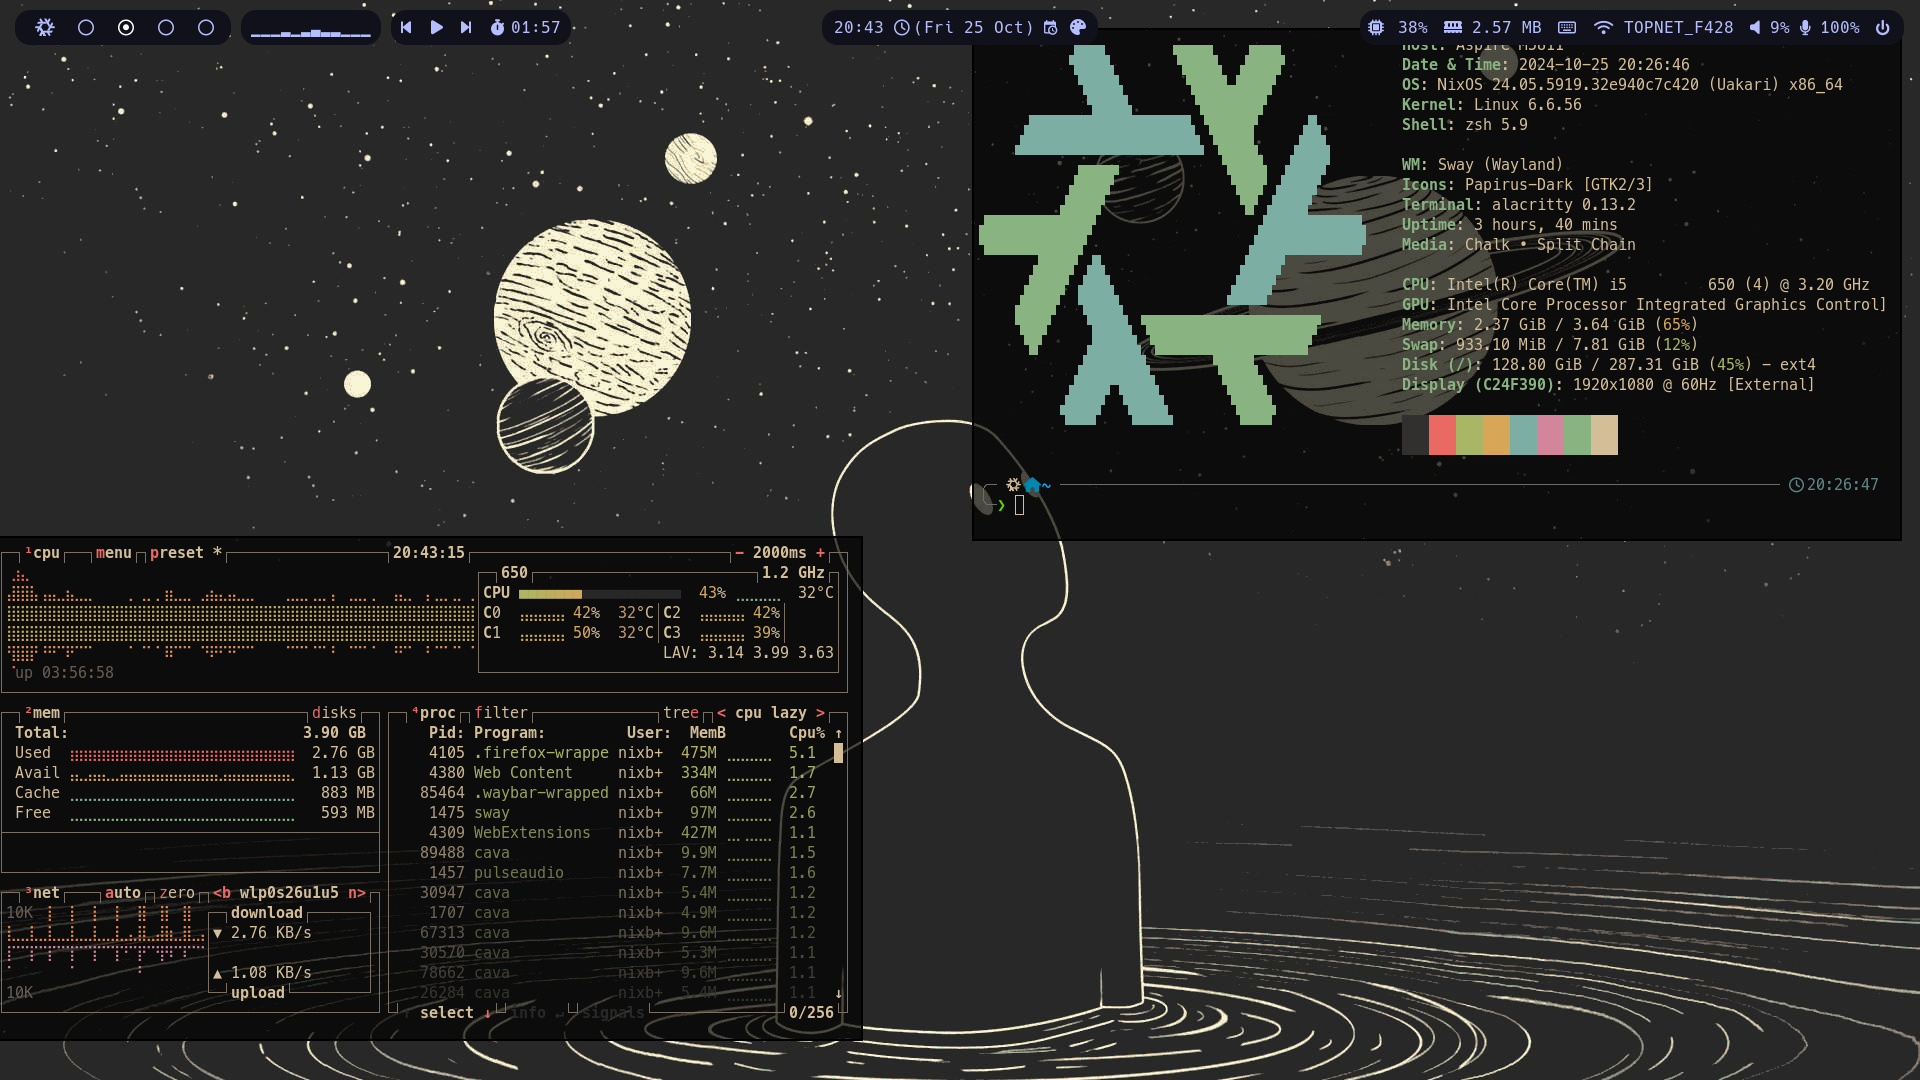 01:57
20:43 (Fri 25 Oct)
38% 2.57 MB TOPNET_F428 9% 100%
Host: Aspire M5811
Date & Time: 2024-10-25 20:26:46
OS: NixOS 24.05.5919.32e940c7c420 (Uakari) x86_64
Kernel: Linux 6.6.56
Shell: zsh 5.9
WM: Sway (Wayland)
Icons: Papirus-Dark [GTK2/3]
Terminal: alacritty 0.13.2
Uptime: 3 hours, 40 mins
Media: Chalk • Split Chain
CPU: Intel(R) Core(TM) i5 650 (4) @ 3.20 GHz
GPU: Intel Core Processor Integrated Graphics Control]
Memory: 2.37 GiB / 3.64 GiB (65%)
Swap: 933.10 MiB / 7.81 GiB (12%)
Disk (/): 128.80 GiB / 287.31 GiB (45%) - ext4
Display (C24F390): 1920x1080 @ 60Hz [External]
~ 20:26:47
❯
¹cpu menu preset * 20:43:15 - 2000ms +
650 1.2 GHz
CPU 43% 32°C
C0 42% 32°C C2 42%
C1 50% 32°C C3 39%
LAV: 3.14 3.99 3.63
up 03:56:58
²mem disks
Total: 3.90 GB
Used 2.76 GB
Avail 1.13 GB
Cache 883 MB
Free 593 MB
³net auto zero <b wlp0s26u1u5 n>
10K download
▼ 2.76 KB/s
▲ 1.08 KB/s
10K upload
⁴proc filter tree < cpu lazy >
Pid: Program: User: MemB Cpu% ↑
4105 .firefox-wrappe nixb+ 475M 5.1
4380 Web Content nixb+ 334M 1.7
85464 .waybar-wrapped nixb+ 66M 2.7
1475 sway nixb+ 97M 2.6
4309 WebExtensions nixb+ 427M 1.1
89488 cava nixb+ 9.9M 1.5
1457 pulseaudio nixb+ 7.7M 1.6
30947 cava nixb+ 5.4M 1.2
1707 cava nixb+ 4.9M 1.2
67313 cava nixb+ 9.6M 1.2
30570 cava nixb+ 5.3M 1.1
78662 cava nixb+ 9.6M 1.1
26284 cava nixb+ 5.4M 1.1 ↓
select ↓ info ↵ signals 0/256